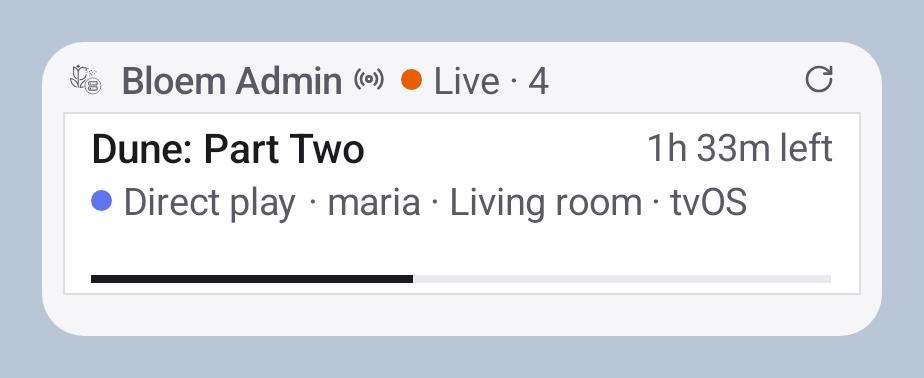 Bloem Admin Live · 4
Dune: Part Two 1h 33m left
Direct play · maria · Living room · tvOS